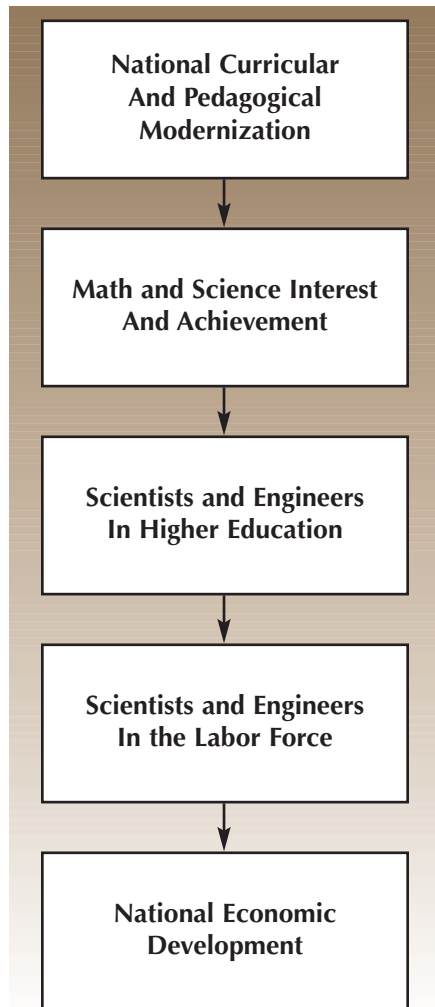 National Curricular
And Pedagogical
Modernization
Math and Science Interest
And Achievement
Scientists and Engineers
In Higher Education
Scientists and Engineers
In the Labor Force
National Economic
Development